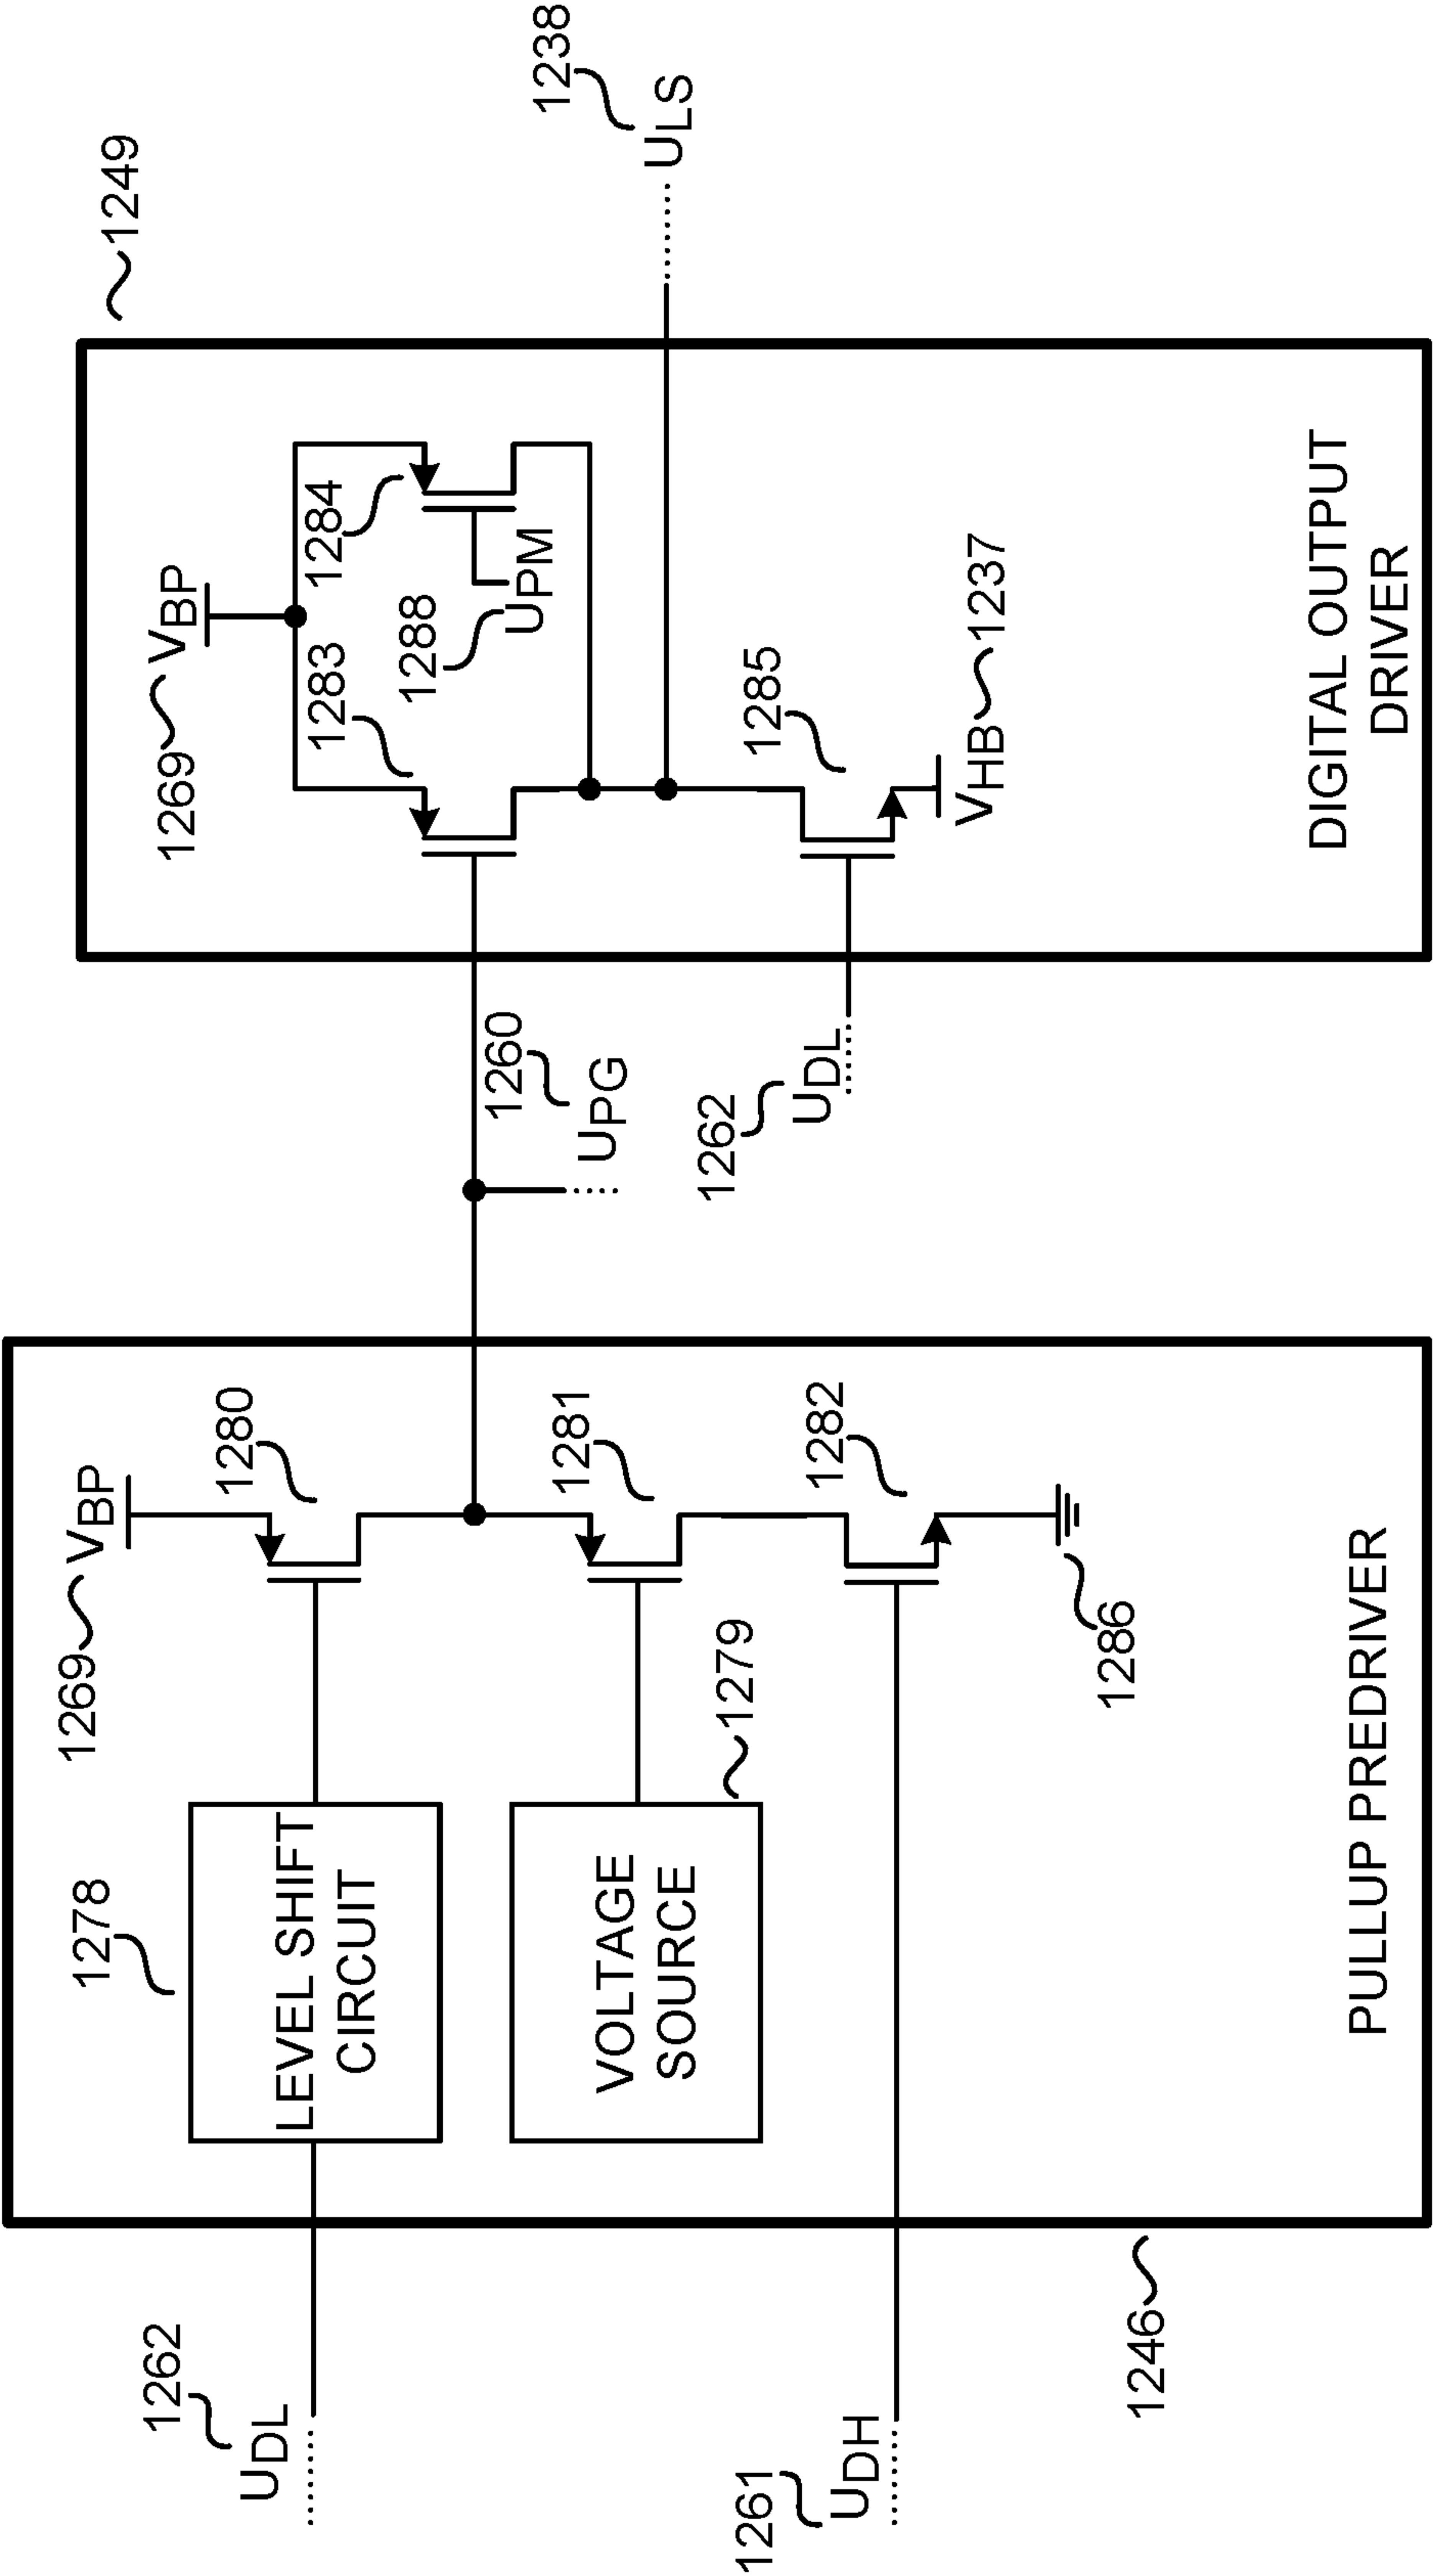 1262
UDL
1261
UDH
1246
1278
LEVEL SHIFT
CIRCUIT
VOLTAGE
SOURCE
1279
1269
VBP
1280
1281
1282
1286
PULLUP PREDRIVER
1260
UPG
1262
UDL
1249
1269
VBP
1283
1284
1288
UPM
1285
VHB
1237
DIGITAL OUTPUT
DRIVER
1238
ULS